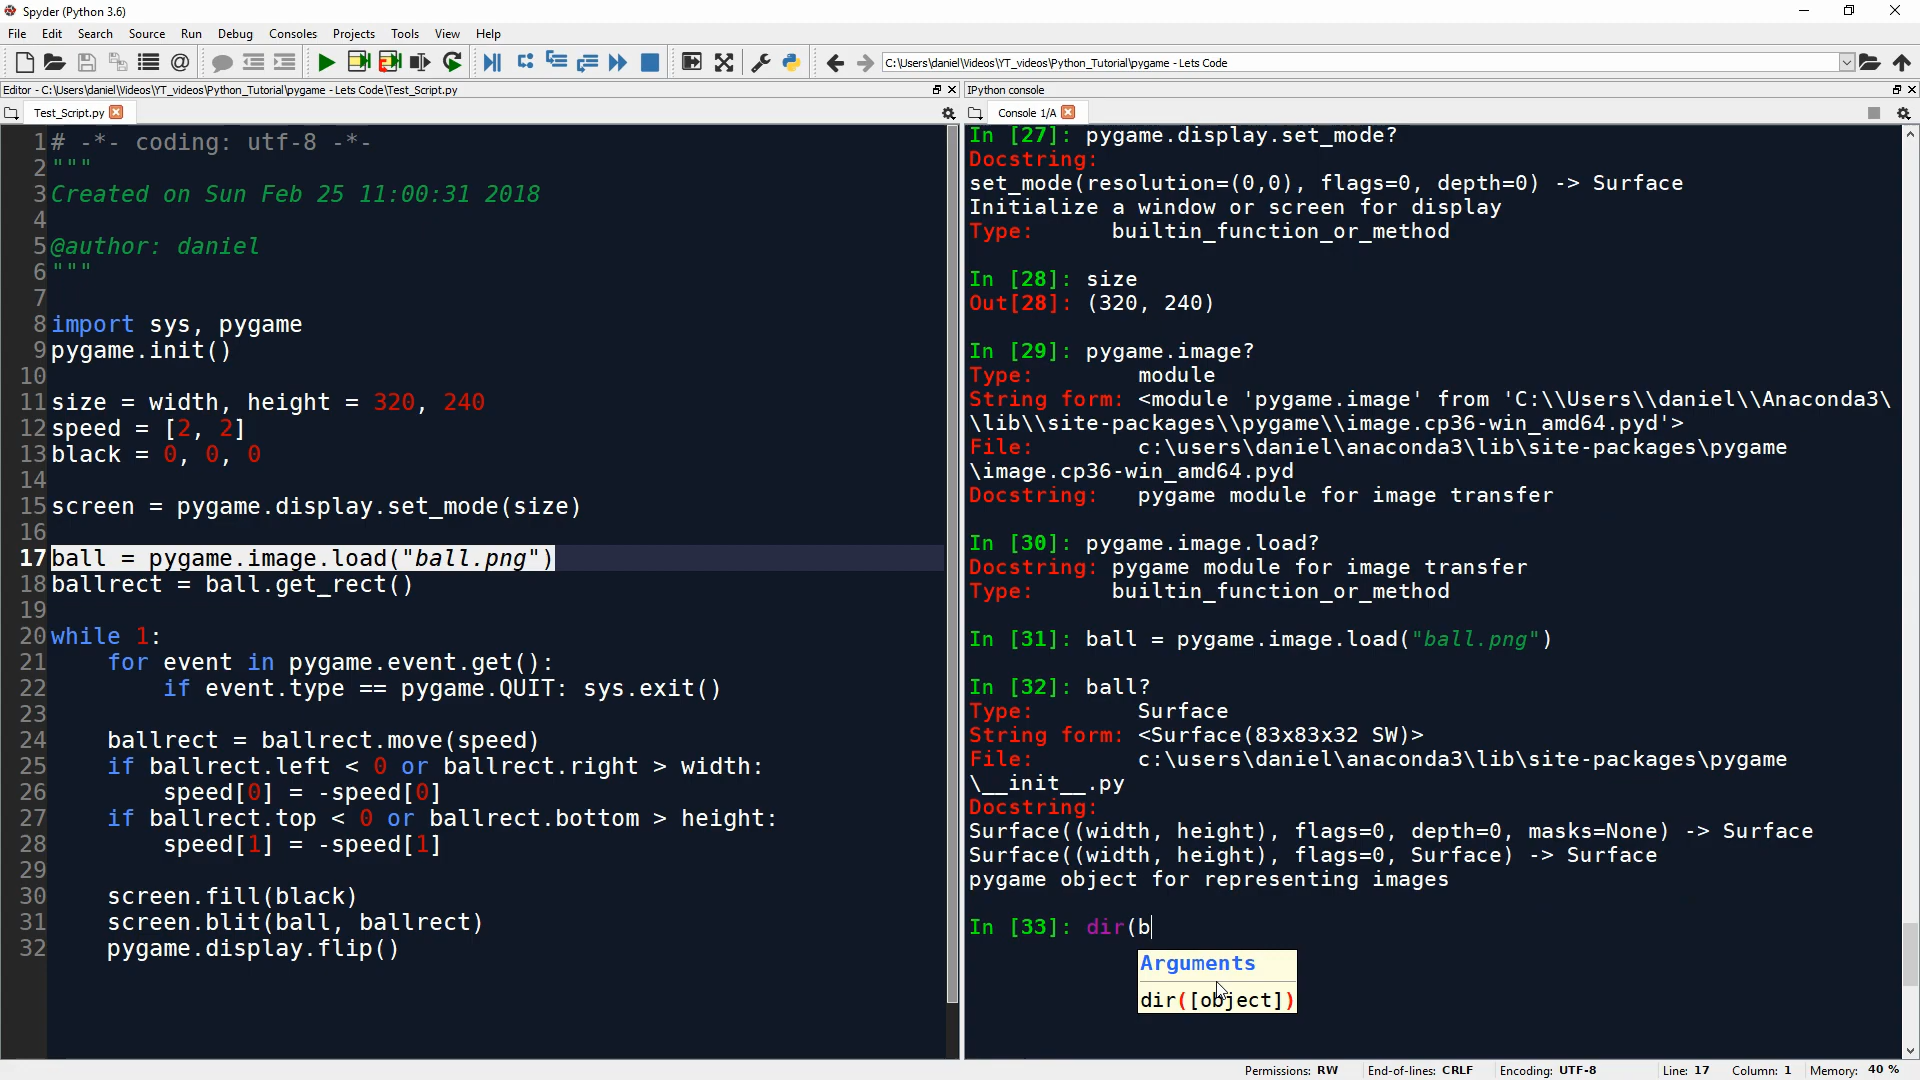 Spyder (Python 3.6)
File Edit Search Source Run Debug Consoles Projects Tools View Help
C:\Users\daniel\Videos\YT_videos\Python_Tutorial\pygame - Lets Code
Editor - C:\Users\daniel\Videos\YT_videos\Python_Tutorial\pygame - Lets Code\Test_Script.py
Test_Script.py
1 # -*- coding: utf-8 -*-
2 """
3 Created on Sun Feb 25 11:00:31 2018
4
5 @author: daniel
6 """
7
8 import sys, pygame
9 pygame.init()
10
11 size = width, height = 320, 240
12 speed = [2, 2]
13 black = 0, 0, 0
14
15 screen = pygame.display.set_mode(size)
16
17 ball = pygame.image.load("ball.png")
18 ballrect = ball.get_rect()
19
20 while 1:
21     for event in pygame.event.get():
22         if event.type == pygame.QUIT: sys.exit()
23
24     ballrect = ballrect.move(speed)
25     if ballrect.left < 0 or ballrect.right > width:
26         speed[0] = -speed[0]
27     if ballrect.top < 0 or ballrect.bottom > height:
28         speed[1] = -speed[1]
29
30     screen.fill(black)
31     screen.blit(ball, ballrect)
32     pygame.display.flip()
IPython console
Console 1/A
In [27]: pygame.display.set_mode?
Docstring:
set_mode(resolution=(0,0), flags=0, depth=0) -> Surface
Initialize a window or screen for display
Type:      builtin_function_or_method
In [28]: size
Out[28]: (320, 240)
In [29]: pygame.image?
Type:        module
String form: <module 'pygame.image' from 'C:\\Users\\daniel\\Anaconda3\
\lib\\site-packages\\pygame\\image.cp36-win_amd64.pyd'>
File:        c:\users\daniel\anaconda3\lib\site-packages\pygame
\image.cp36-win_amd64.pyd
Docstring:   pygame module for image transfer
In [30]: pygame.image.load?
Docstring: pygame module for image transfer
Type:      builtin_function_or_method
In [31]: ball = pygame.image.load("ball.png")
In [32]: ball?
Type:        Surface
String form: <Surface(83x83x32 SW)>
File:        c:\users\daniel\anaconda3\lib\site-packages\pygame
\__init__.py
Docstring:
Surface((width, height), flags=0, depth=0, masks=None) -> Surface
Surface((width, height), flags=0, Surface) -> Surface
pygame object for representing images
In [33]: dir(b
Arguments
dir([object])
Permissions: RW End-of-lines: CRLF Encoding: UTF-8 Line: 17 Column: 1 Memory: 40 %